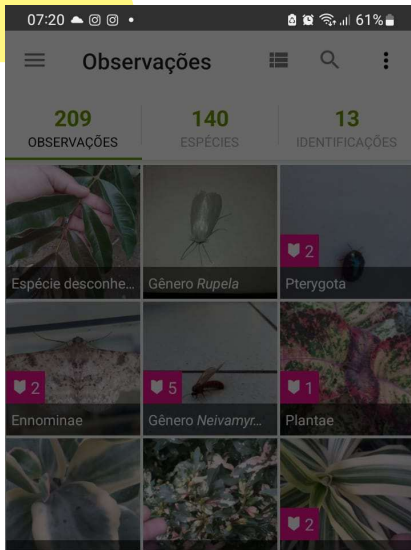 07:20 61%
Observações
209 140 13
OBSERVAÇÕES ESPÉCIES IDENTIFICAÇÕES
2
Espécie desconhe... Gênero Rupela Pterygota
2 5 1
Ennominae Gênero Neivamyr... Plantae
2